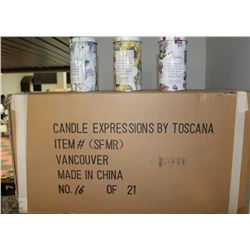 CANDLE EXPRESSIONS BY TOSCANA
ITEM # (SFMR)
VANCOUVER
MADE IN CHINA
NO. 16 OF 21